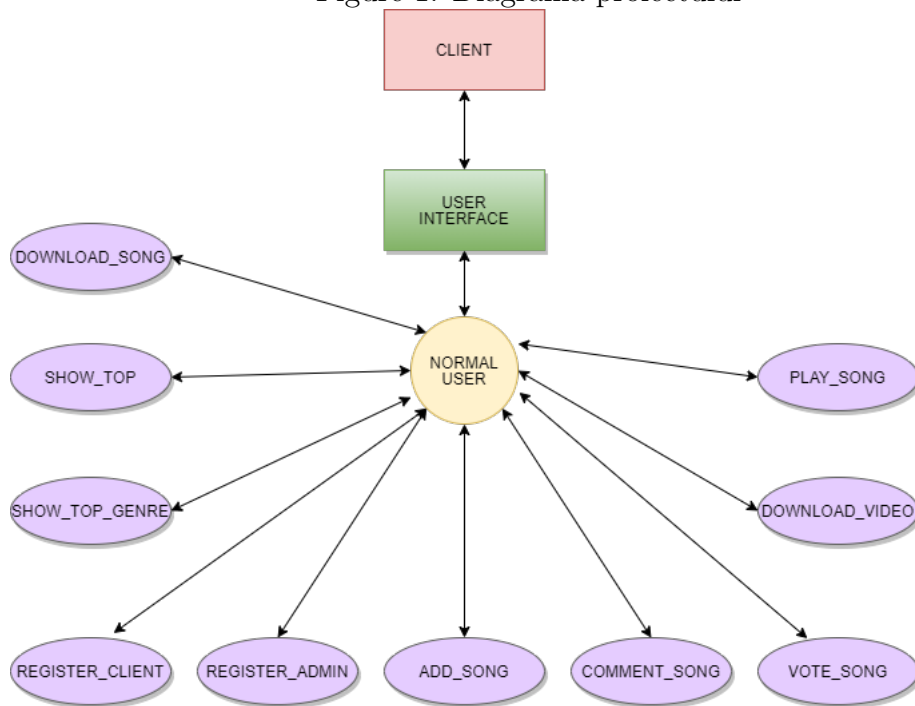 CLIENT
USER
INTERFACE
DOWNLOAD_SONG
NORMAL
USER
SHOW_TOP
PLAY_SONG
SHOW_TOP_GENRE
DOWNLOAD_VIDEO
REGISTER_CLIENT
REGISTER_ADMIN
ADD_SONG
COMMENT_SONG
VOTE_SONG